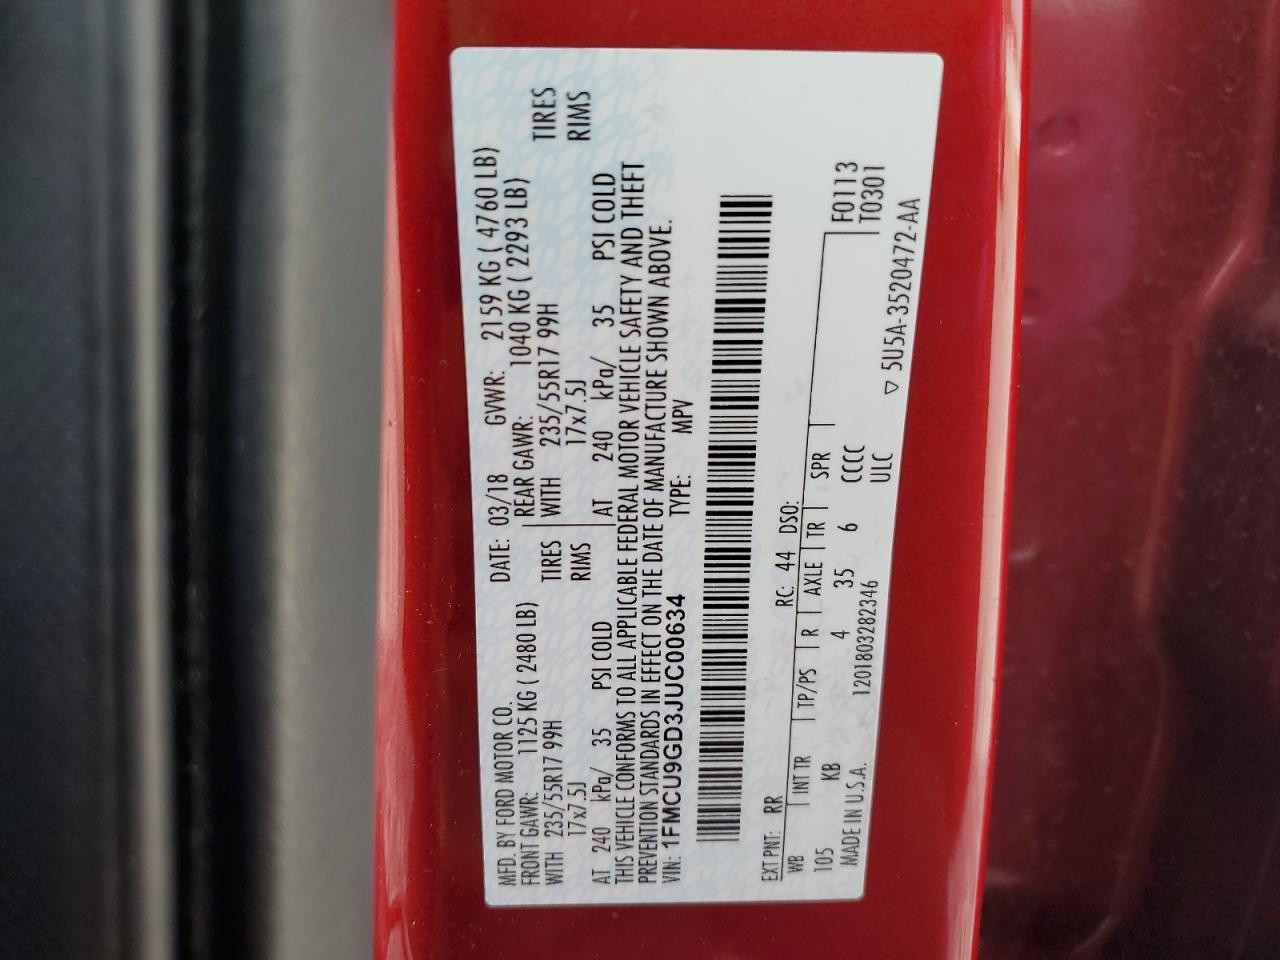 MFD. BY FORD MOTOR CO.
DATE: 03/18 GVWR: 2159 KG ( 4760 LB)
FRONT GAWR: 1125 KG ( 2480 LB) REAR GAWR: 1040 KG ( 2293 LB)
WITH 235/55R17 99H TIRES WITH 235/55R17 99H TIRES
17x7.5J RIMS 17x7.5J RIMS
AT 240 kPa/ 35 PSI COLD AT 240 kPa/ 35 PSI COLD
THIS VEHICLE CONFORMS TO ALL APPLICABLE FEDERAL MOTOR VEHICLE SAFETY AND THEFT
PREVENTION STANDARDS IN EFFECT ON THE DATE OF MANUFACTURE SHOWN ABOVE.
VIN: 1FMCU9GD3JUC00634 TYPE: MPV
EXT PNT: RR RC: 44 DSO:
WB INT TR TP/PS R AXLE TR SPR F0113
105 KB 4 35 6 CCCC T0301
MADE IN U.S.A. 1201803282346 ULC
▽ 5U5A-3520472-AA